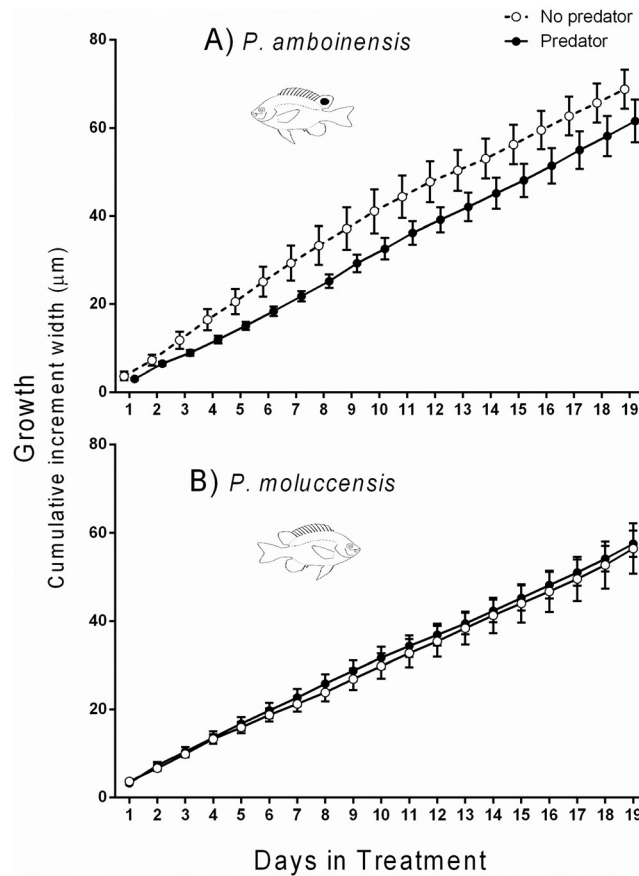 No predator
Predator
A) P. amboinensis
80
60
40
20
0
1 2 3 4 5 6 7 8 9 10 11 12 13 14 15 16 17 18 19
Growth
Cumulative increment width (µm)
B) P. moluccensis
80
60
40
20
0
1 2 3 4 5 6 7 8 9 10 11 12 13 14 15 16 17 18 19
Days in Treatment